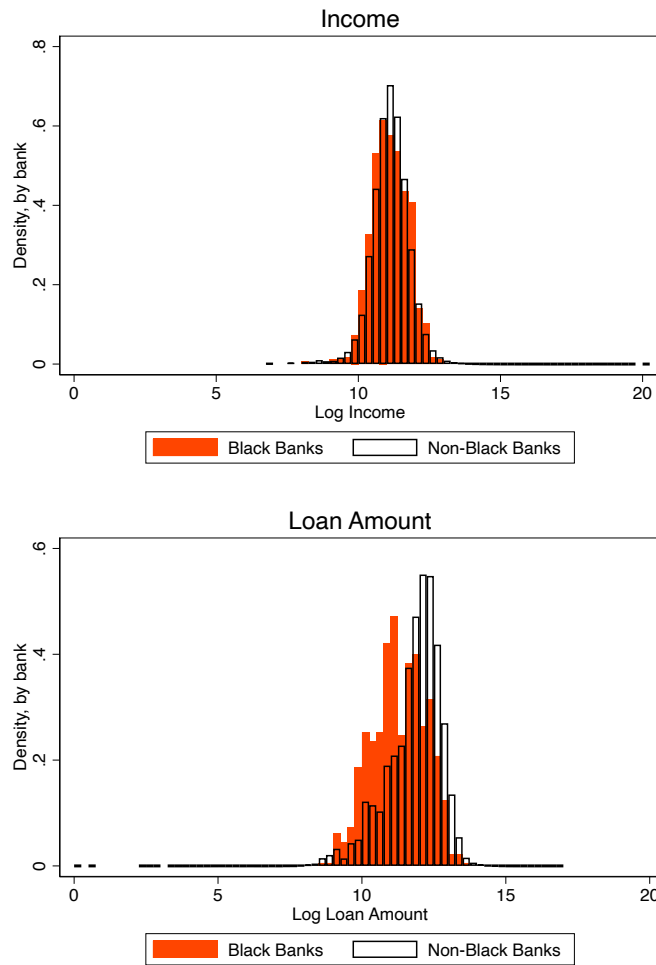 Income
Density, by bank
0
.2
.4
.6
.8
0
5
10
15
20
Log Income
Black Banks
Non-Black Banks
Loan Amount
Density, by bank
0
.2
.4
.6
0
5
10
15
20
Log Loan Amount
Black Banks
Non-Black Banks